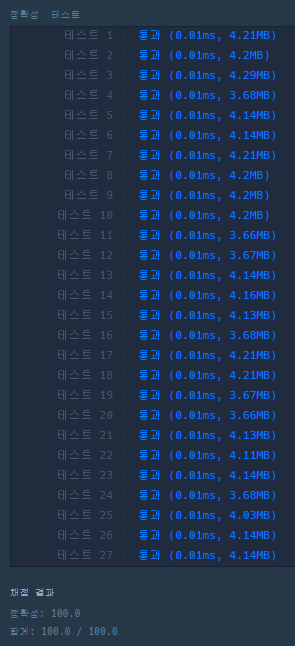 정확성 테스트
테스트 1 〉 통과 (0.01ms, 4.21MB)
테스트 2 〉 통과 (0.01ms, 4.2MB)
테스트 3 〉 통과 (0.01ms, 4.29MB)
테스트 4 〉 통과 (0.01ms, 3.68MB)
테스트 5 〉 통과 (0.01ms, 4.14MB)
테스트 6 〉 통과 (0.01ms, 4.14MB)
테스트 7 〉 통과 (0.01ms, 4.21MB)
테스트 8 〉 통과 (0.01ms, 4.2MB)
테스트 9 〉 통과 (0.01ms, 4.2MB)
테스트 10 〉 통과 (0.01ms, 4.2MB)
테스트 11 〉 통과 (0.01ms, 3.66MB)
테스트 12 〉 통과 (0.01ms, 3.67MB)
테스트 13 〉 통과 (0.01ms, 4.14MB)
테스트 14 〉 통과 (0.01ms, 4.16MB)
테스트 15 〉 통과 (0.01ms, 4.13MB)
테스트 16 〉 통과 (0.01ms, 3.68MB)
테스트 17 〉 통과 (0.01ms, 4.21MB)
테스트 18 〉 통과 (0.01ms, 4.21MB)
테스트 19 〉 통과 (0.01ms, 3.67MB)
테스트 20 〉 통과 (0.01ms, 3.66MB)
테스트 21 〉 통과 (0.01ms, 4.13MB)
테스트 22 〉 통과 (0.01ms, 4.11MB)
테스트 23 〉 통과 (0.01ms, 4.14MB)
테스트 24 〉 통과 (0.01ms, 3.68MB)
테스트 25 〉 통과 (0.01ms, 4.03MB)
테스트 26 〉 통과 (0.01ms, 4.14MB)
테스트 27 〉 통과 (0.01ms, 4.14MB)
채점 결과
정확성: 100.0
합계: 100.0 / 100.0